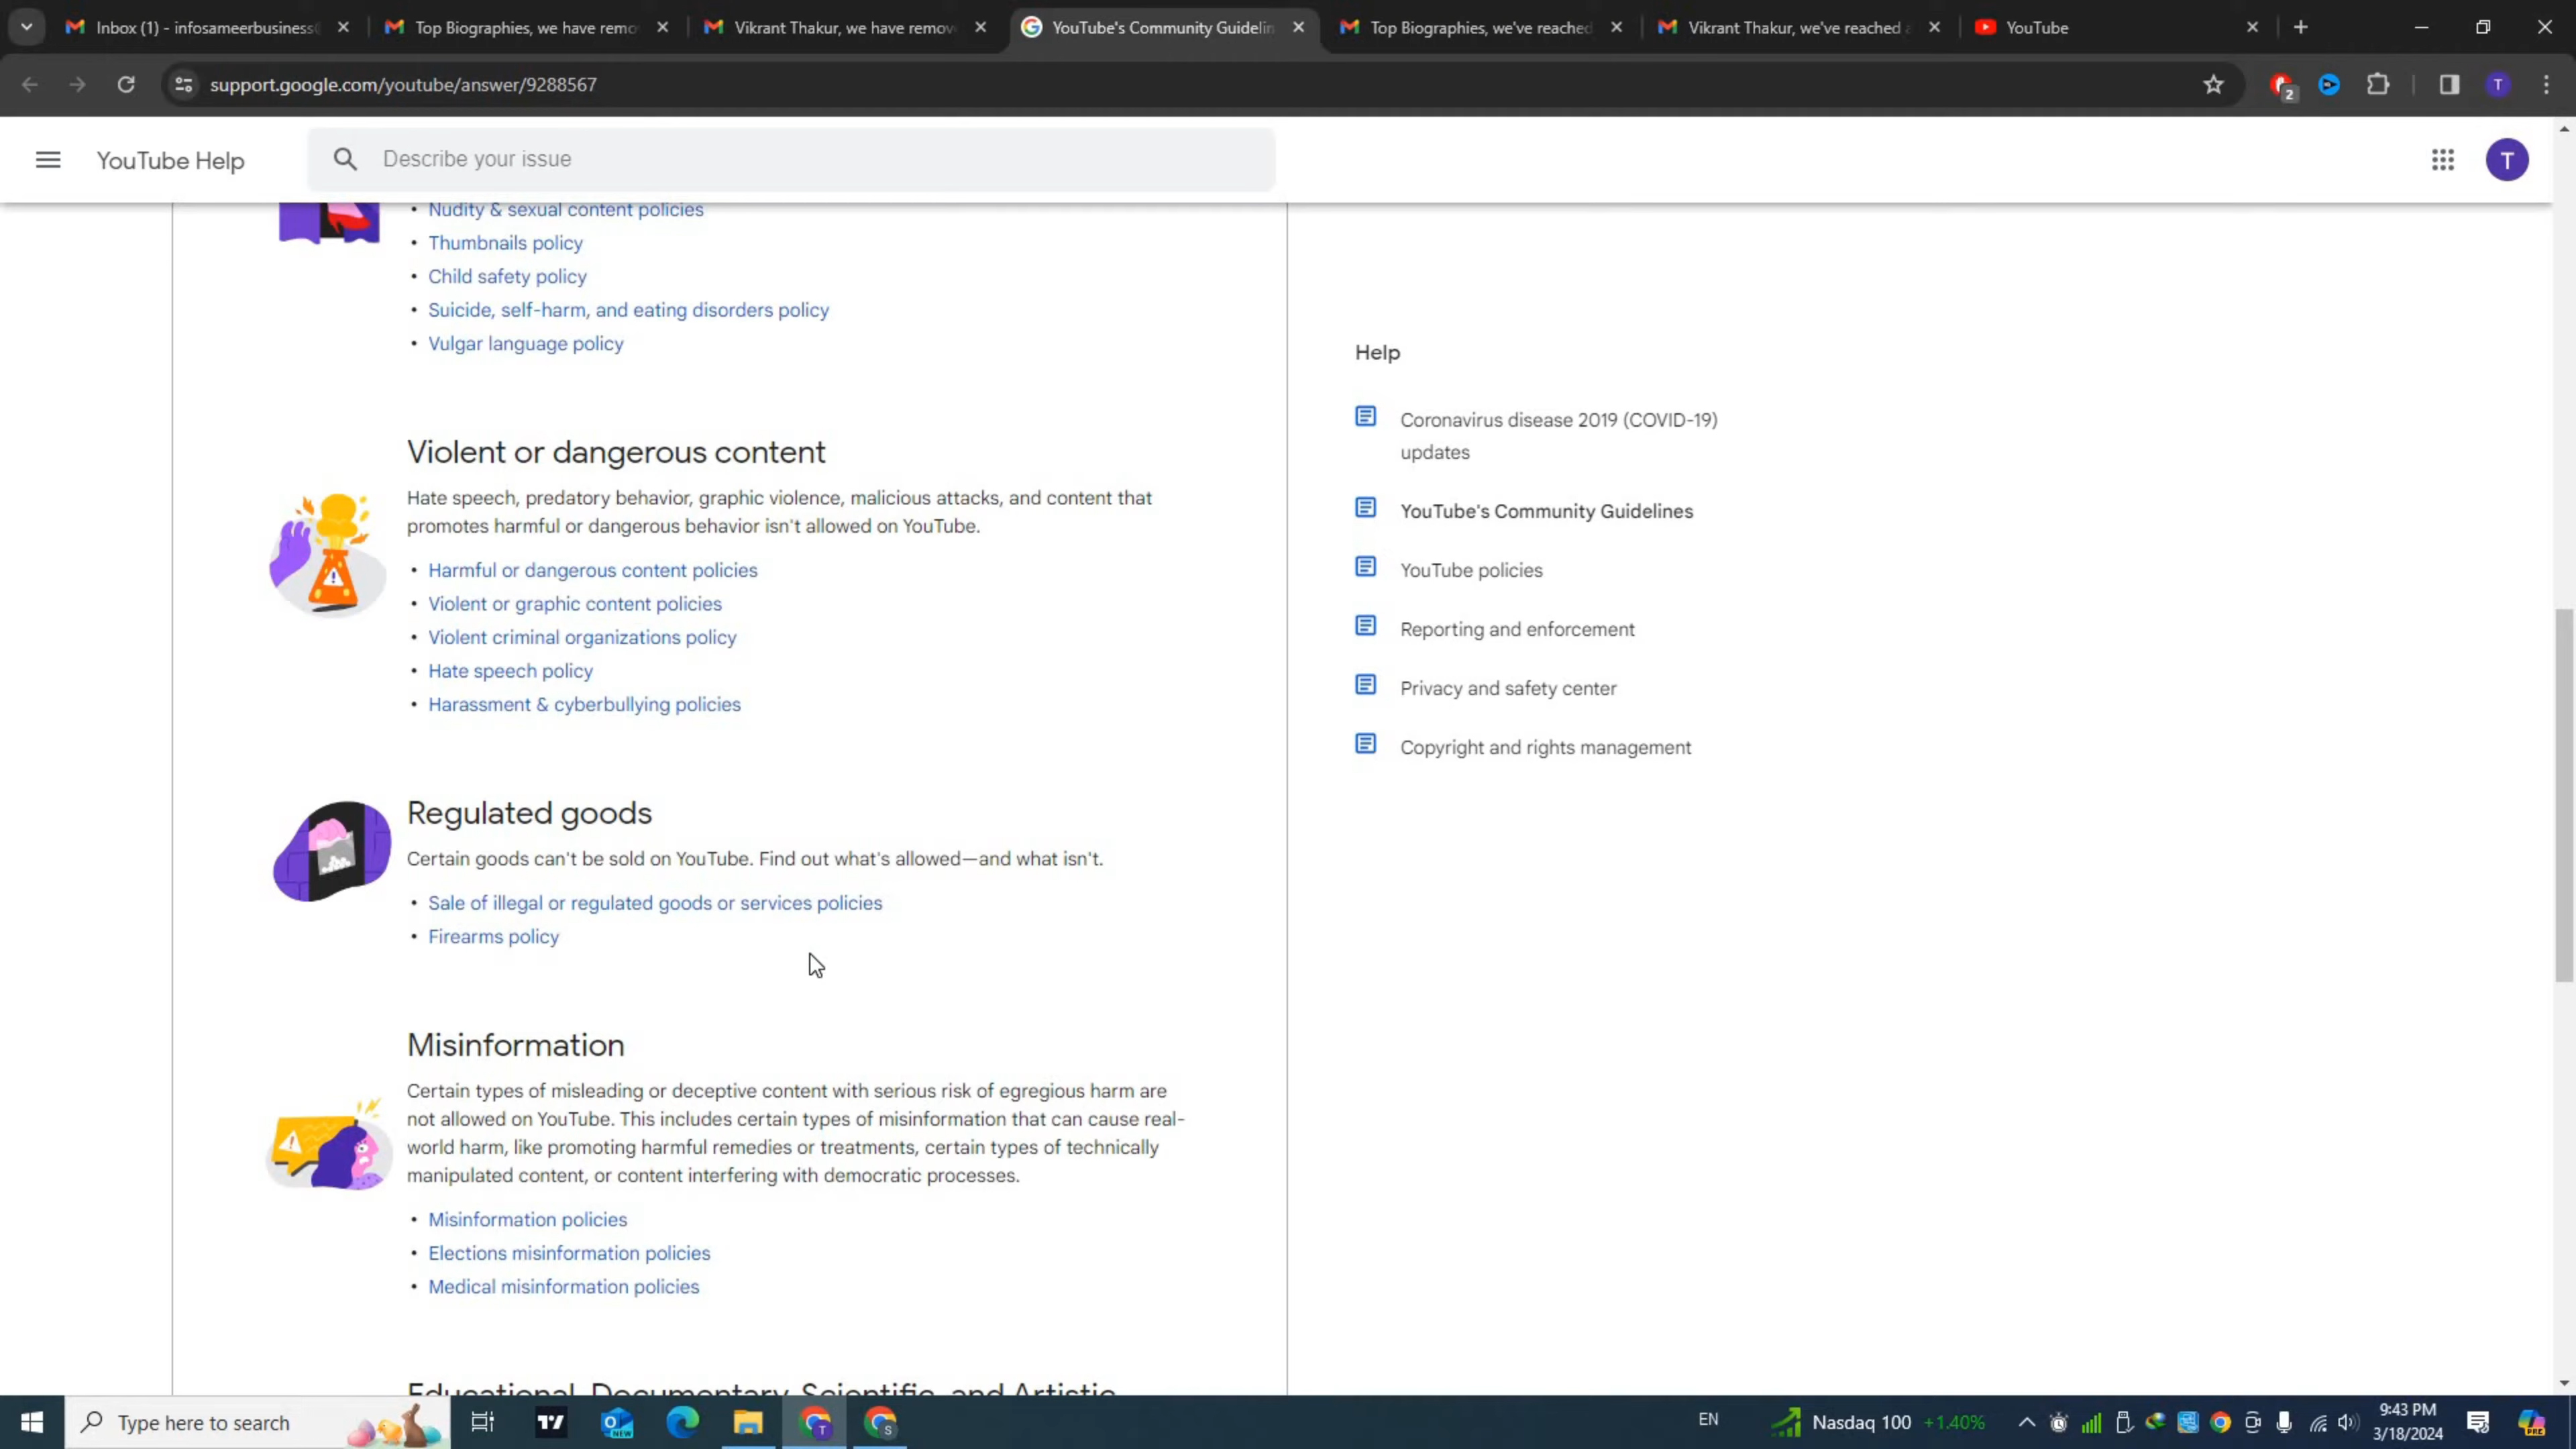 Inbox (1) - infosameerbusiness
Top Biographies, we have remo
Vikrant Thakur, we have remov
YouTube's Community Guidelin
Top Biographies, we've reached
Vikrant Thakur, we've reached a
YouTube
support.google.com/youtube/answer/9288567
2
T
YouTube Help
Describe your issue
T
Nudity & sexual content policies
Thumbnails policy
Child safety policy
Suicide, self-harm, and eating disorders policy
Vulgar language policy
Violent or dangerous content
Hate speech, predatory behavior, graphic violence, malicious attacks, and content that
promotes harmful or dangerous behavior isn't allowed on YouTube.
Harmful or dangerous content policies
Violent or graphic content policies
Violent criminal organizations policy
Hate speech policy
Harassment & cyberbullying policies
Regulated goods
Certain goods can't be sold on YouTube. Find out what's allowed—and what isn't.
Sale of illegal or regulated goods or services policies
Firearms policy
Misinformation
Certain types of misleading or deceptive content with serious risk of egregious harm are
not allowed on YouTube. This includes certain types of misinformation that can cause real-
world harm, like promoting harmful remedies or treatments, certain types of technically
manipulated content, or content interfering with democratic processes.
Misinformation policies
Elections misinformation policies
Medical misinformation policies
Educational, Documentary, Scientific, and Artistic
Help
Coronavirus disease 2019 (COVID-19)
updates
YouTube's Community Guidelines
YouTube policies
Reporting and enforcement
Privacy and safety center
Copyright and rights management
Type here to search
EN
Nasdaq 100 +1.40%
9:43 PM
3/18/2024